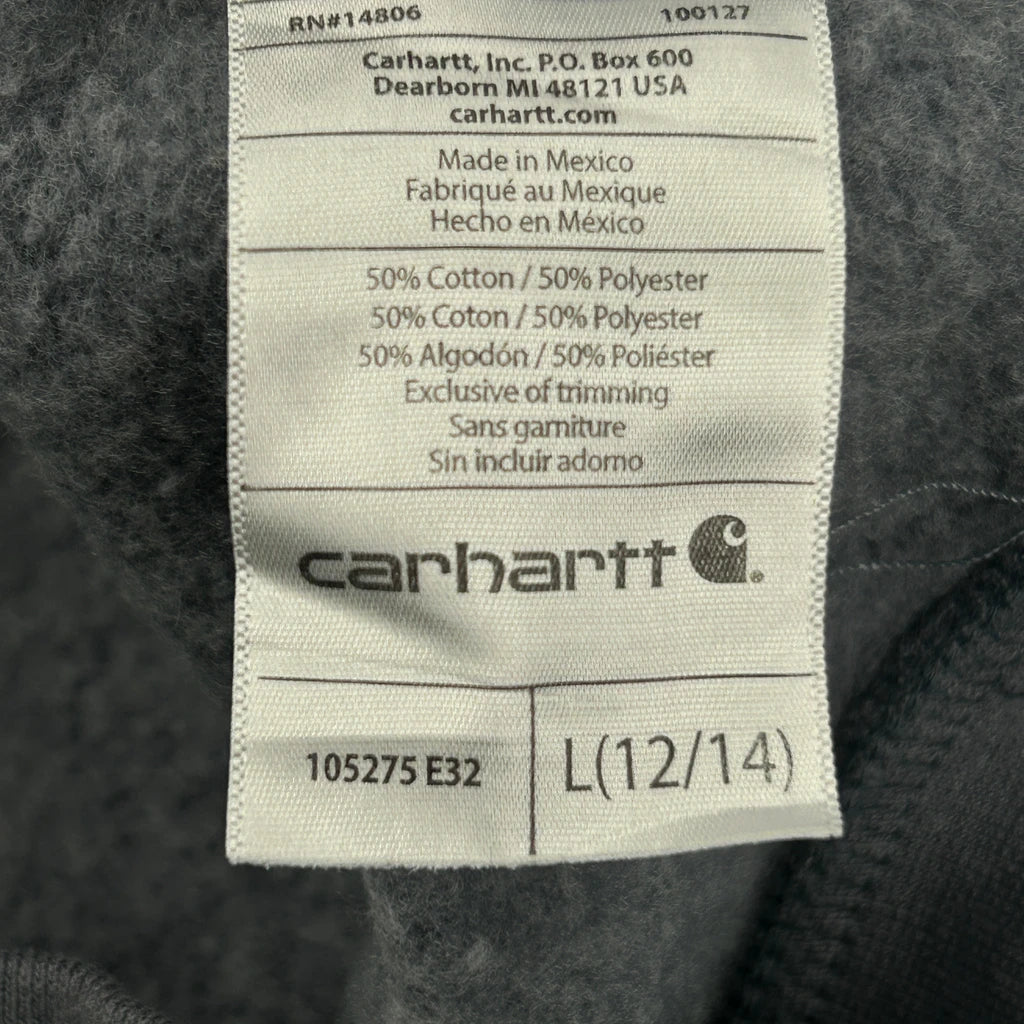 RN#14806 100127
Carhartt, Inc. P.O. Box 600
Dearborn MI 48121 USA
carhartt.com
Made in Mexico
Fabriqué au Mexique
Hecho en México
50% Cotton / 50% Polyester
50% Coton / 50% Polyester
50% Algodón / 50% Poliéster
Exclusive of trimming
Sans garniture
Sin incluir adorno
carhartt
105275 E32 L(12/14)